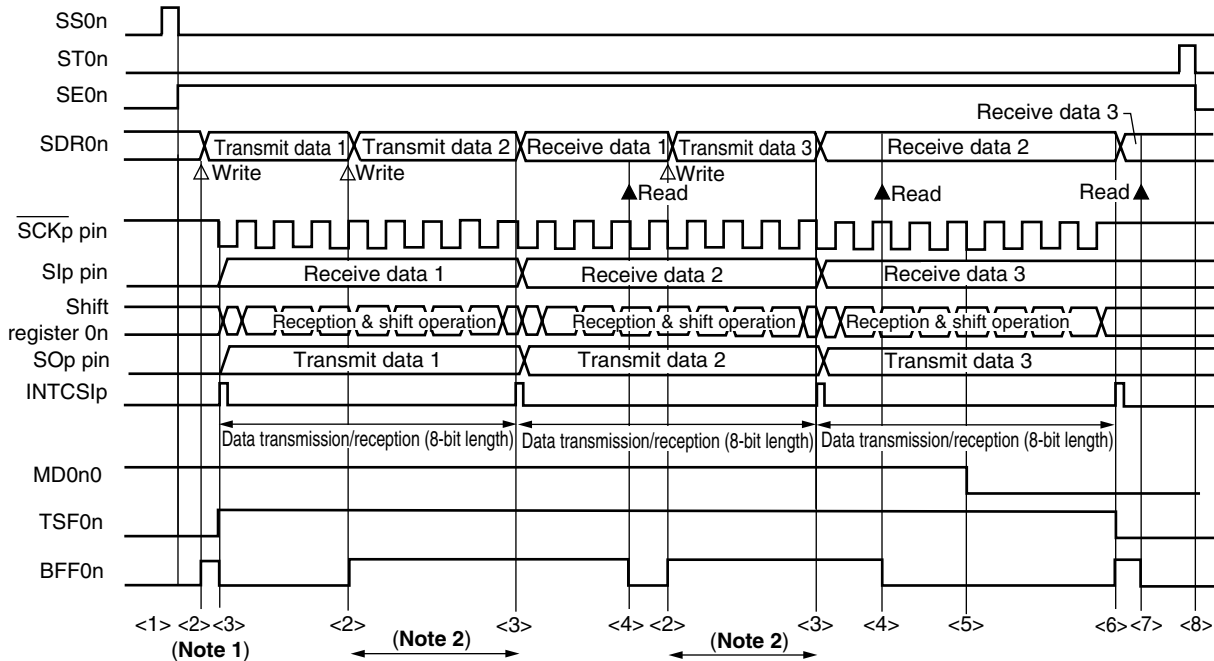 SS0n
ST0n
SE0n
Receive data 3
SDR0n Transmit data 1 Transmit data 2 Receive data 1 Transmit data 3 Receive data 2
Write Write Write
Read Read Read
SCKp pin
SIp pin Receive data 1 Receive data 2 Receive data 3
Shift
register 0n Reception & shift operation Reception & shift operation Reception & shift operation
SOp pin Transmit data 1 Transmit data 2 Transmit data 3
INTCSIp
Data transmission/reception (8-bit length) Data transmission/reception (8-bit length) Data transmission/reception (8-bit length)
MD0n0
TSF0n
BFF0n
<1> <2> <3> <2> <3> <4> <2> <3> <4> <5> <6> <7> <8>
(Note 1) (Note 2) (Note 2)